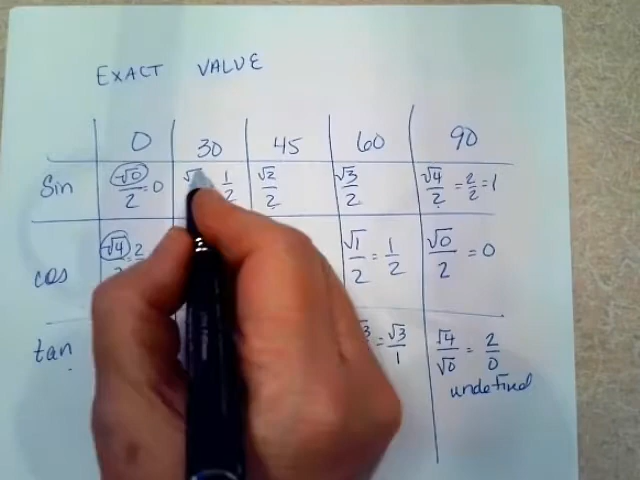 EXACT VALUE
0 30 45 60 90
Sin √0/2=0 1/2 √2/2 √3/2 √4/2=2/2=1
cos √4 2 √1/2=1/2 √0/2=0
tan 3 =√3/1 √4/√0=2/0
undefined